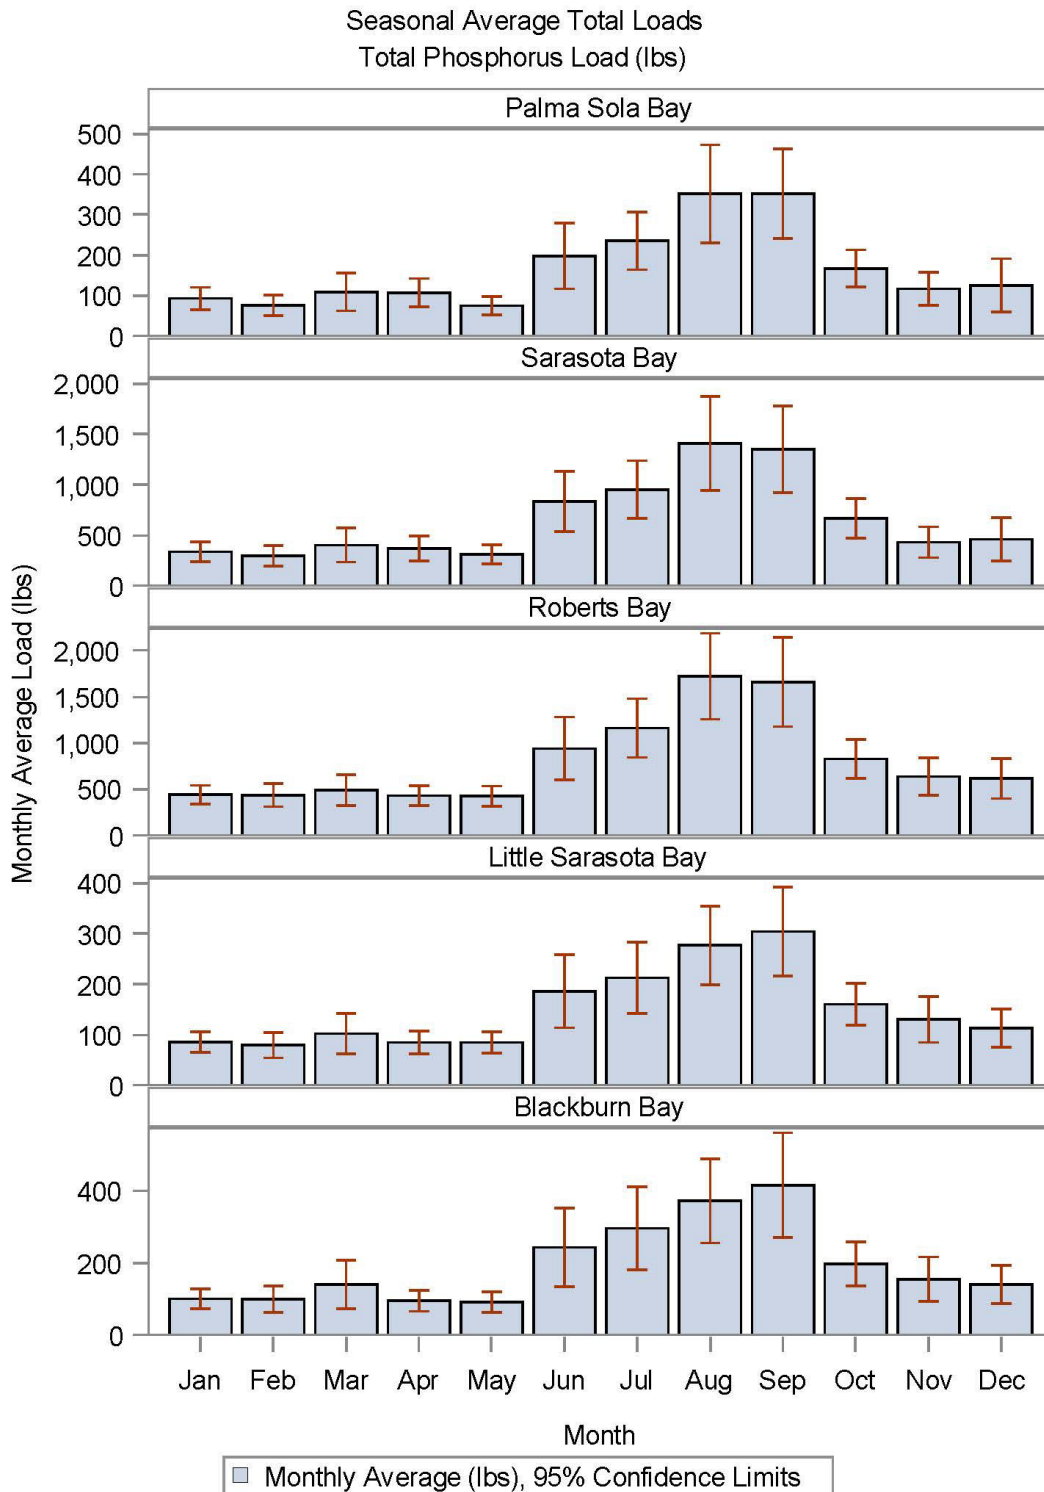 Seasonal Average Total Loads
Total Phosphorus Load (lbs)
Palma Sola Bay
500
400
300
200
100
0
Sarasota Bay
2,000
1,500
1,000
500
0
Roberts Bay
2,000
1,500
1,000
500
0
Little Sarasota Bay
400
300
200
100
0
Blackburn Bay
400
200
0
Monthly Average Load (lbs)
Jan Feb Mar Apr May Jun Jul Aug Sep Oct Nov Dec
Month
Monthly Average (lbs), 95% Confidence Limits